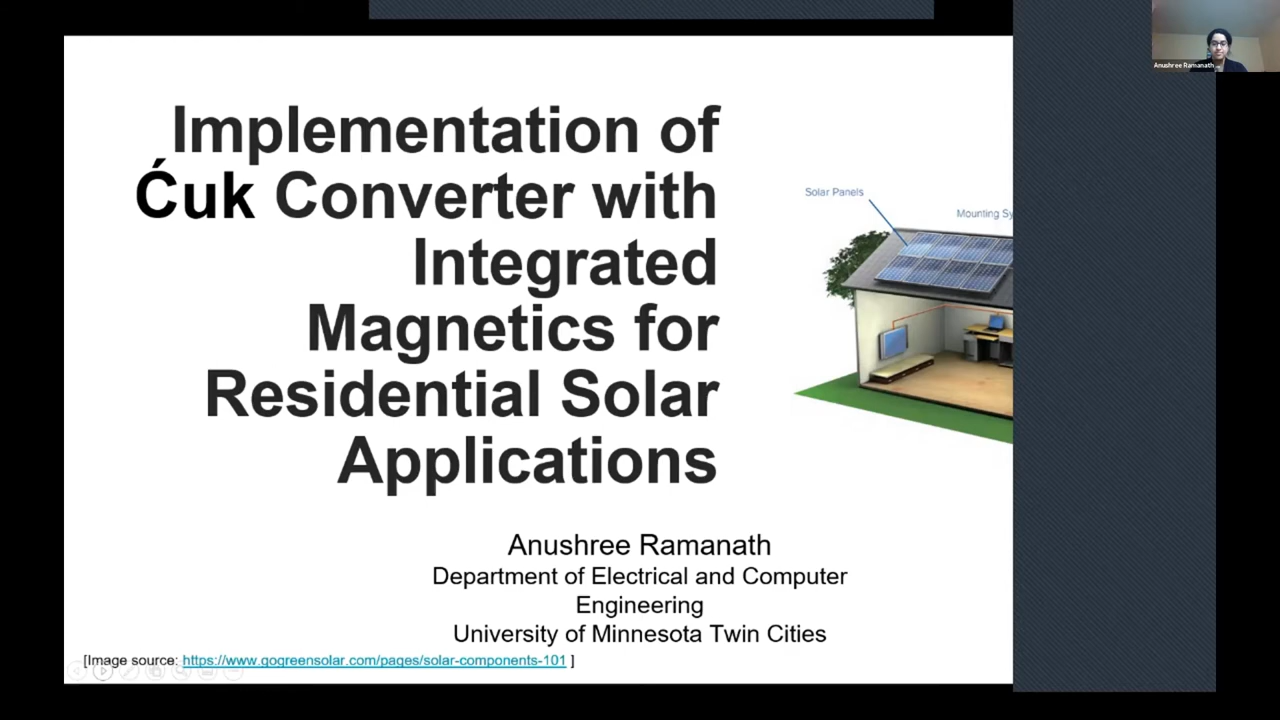 Anushree Ramanath
Implementation of
Ćuk Converter with
Integrated
Magnetics for
Residential Solar
Applications
Solar Panels
Mounting Sy
Anushree Ramanath
Department of Electrical and Computer
Engineering
University of Minnesota Twin Cities
[Image source: https://www.gogreensolar.com/pages/solar-components-101 ]